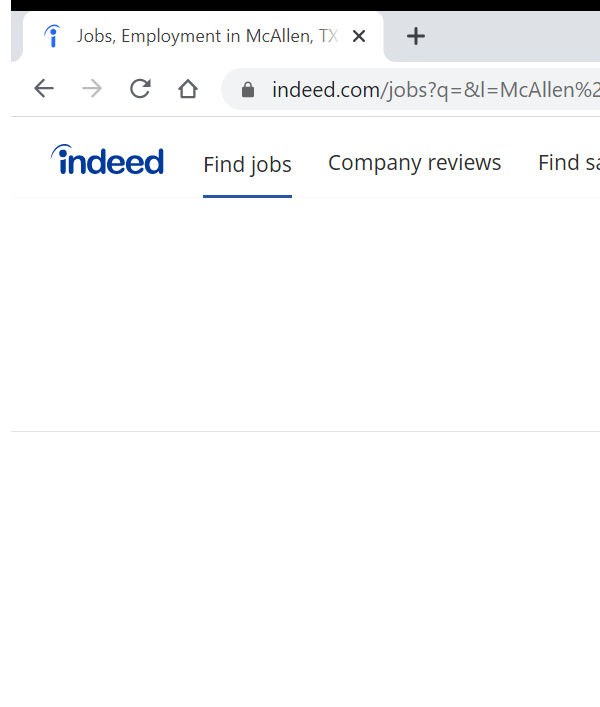 Jobs, Employment in McAllen, TX
indeed.com/jobs?q=&l=McAllen%2
indeed Find jobs Company reviews Find sa